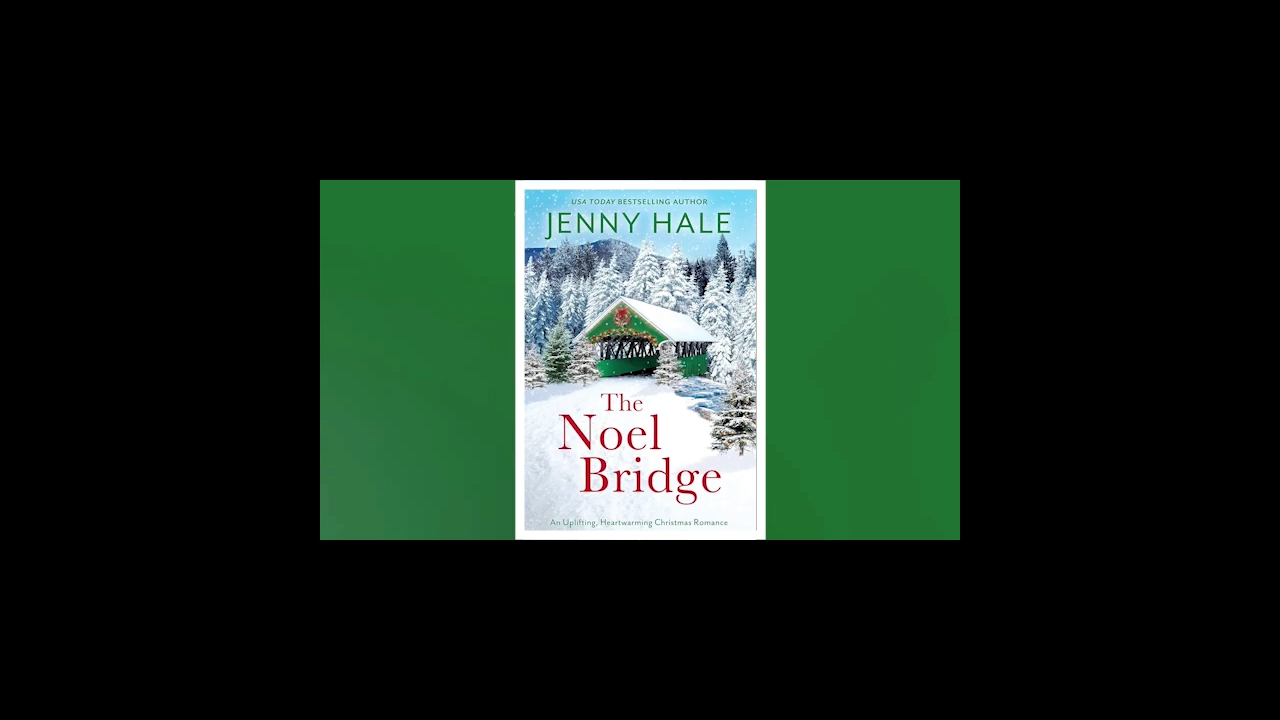 USA TODAY BESTSELLING AUTHOR
JENNY HALE
The
Noel
Bridge
An Uplifting, Heartwarming Christmas Romance